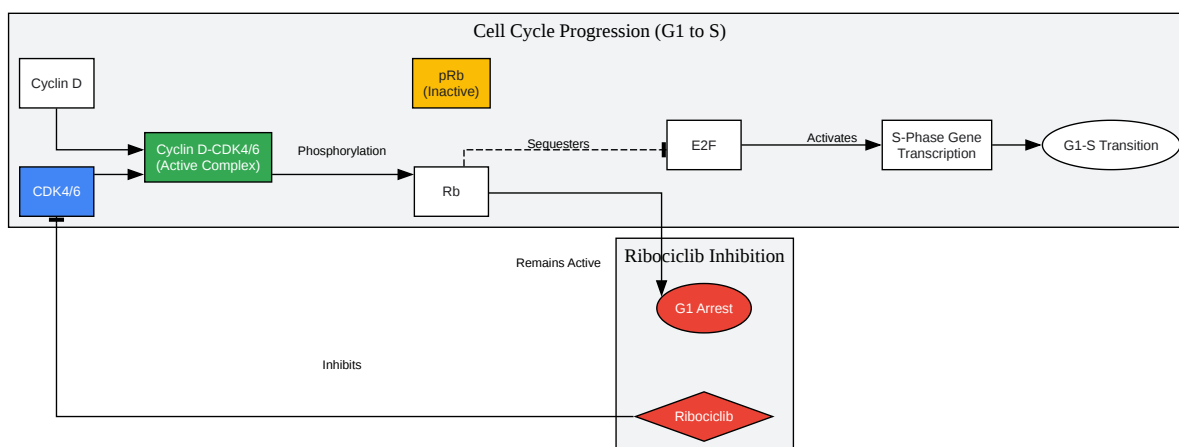 Cell Cycle Progression (G1 to S)
Cyclin D
pRb
(Inactive)
Cyclin D-CDK4/6
(Active Complex)
Phosphorylation
Sequesters
E2F
Activates
S-Phase Gene
Transcription
G1-S Transition
CDK4/6
Rb
Ribociclib Inhibition
Remains Active
G1 Arrest
Inhibits
Ribociclib